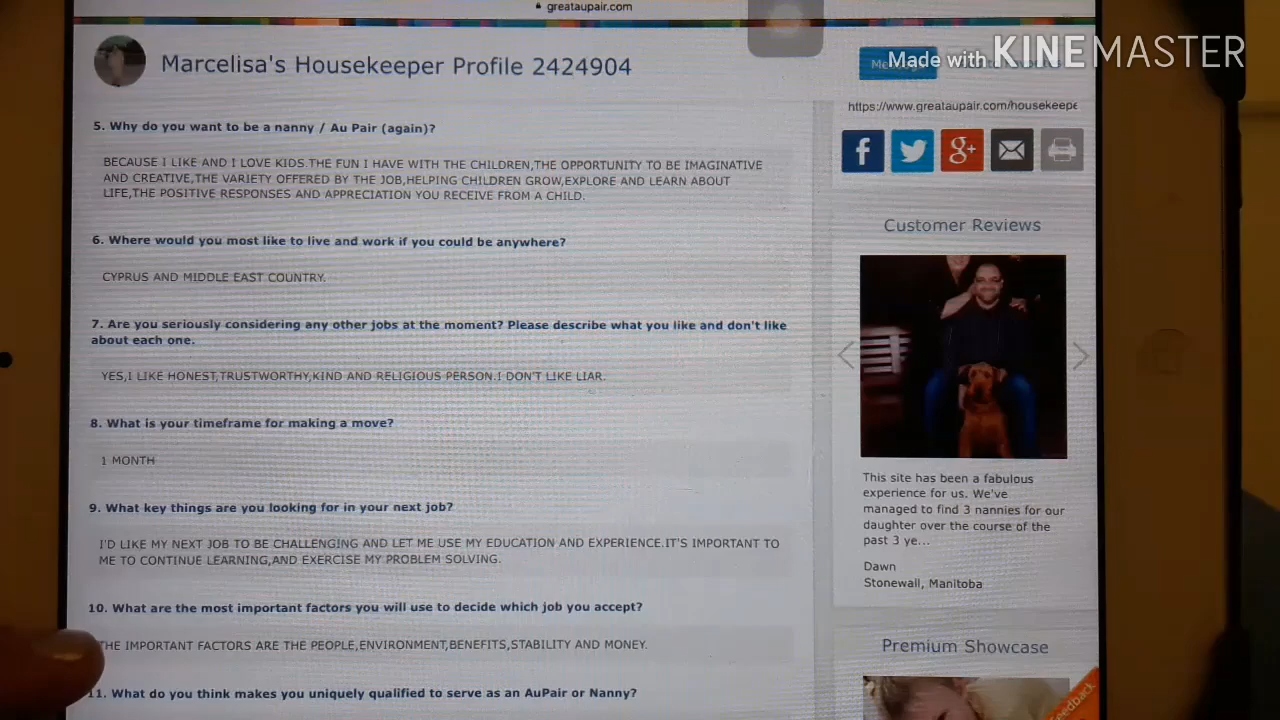 greataupair.com
Marcelisa's Housekeeper Profile 2424904
Made with KINEMASTER
https://www.greataupair.com/housekeepe
5. Why do you want to be a nanny / Au Pair (again)?
BECAUSE I LIKE AND I LOVE KIDS.THE FUN I HAVE WITH THE CHILDREN,THE OPPORTUNITY TO BE IMAGINATIVE
AND CREATIVE,THE VARIETY OFFERED BY THE JOB,HELPING CHILDREN GROW,EXPLORE AND LEARN ABOUT
LIFE,THE POSITIVE RESPONSES AND APPRECIATION YOU RECEIVE FROM A CHILD.
6. Where would you most like to live and work if you could be anywhere?
CYPRUS AND MIDDLE EAST COUNTRY.
7. Are you seriously considering any other jobs at the moment? Please describe what you like and don't like
about each one.
YES,I LIKE HONEST,TRUSTWORTHY,KIND AND RELIGIOUS PERSON.I DON'T LIKE LIAR.
8. What is your timeframe for making a move?
1 MONTH
9. What key things are you looking for in your next job?
I'D LIKE MY NEXT JOB TO BE CHALLENGING AND LET ME USE MY EDUCATION AND EXPERIENCE.IT'S IMPORTANT TO
ME TO CONTINUE LEARNING,AND EXERCISE MY PROBLEM SOLVING.
10. What are the most important factors you will use to decide which job you accept?
THE IMPORTANT FACTORS ARE THE PEOPLE,ENVIRONMENT,BENEFITS,STABILITY AND MONEY.
11. What do you think makes you uniquely qualified to serve as an AuPair or Nanny?
f
g+
Customer Reviews
This site has been a fabulous
experience for us. We've
managed to find 3 nannies for our
daughter over the course of the
past 3 ye...
Dawn
Stonewall, Manitoba
Premium Showcase
Feedback